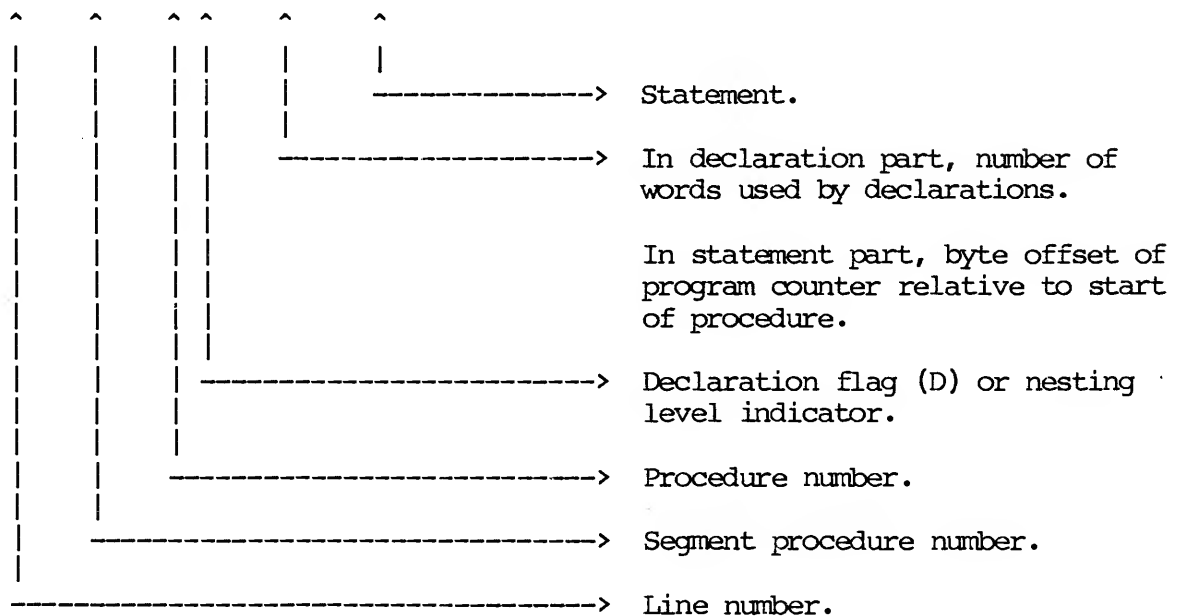 Statement.
In declaration part, number of
words used by declarations.
In statement part, byte offset of
program counter relative to start
of procedure.
Declaration flag (D) or nesting
level indicator.
Procedure number.
Segment procedure number.
Line number.